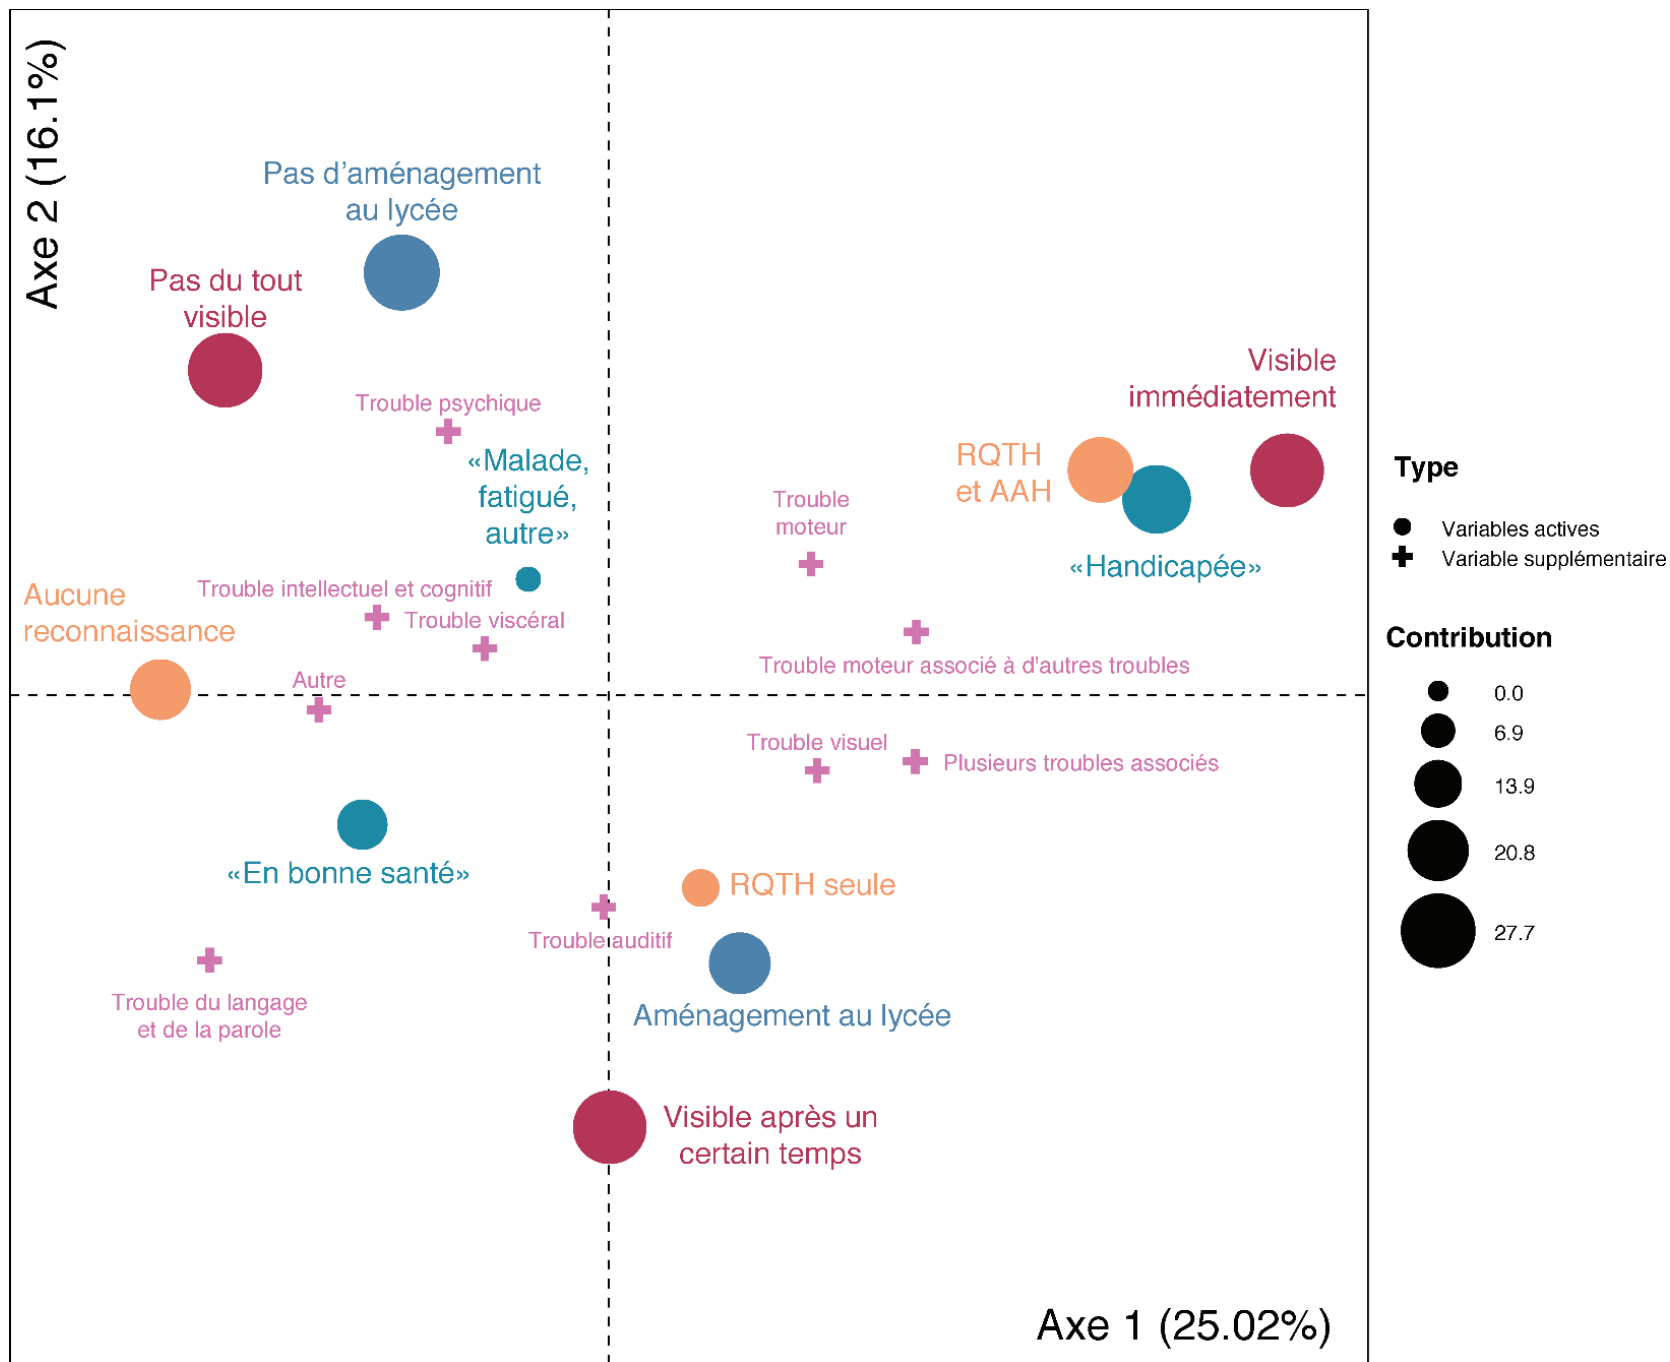 Axe 2 (16.1%)
Pas d’aménagement
au lycée
Pas du tout
visible
Trouble psychique
«Malade,
fatigué,
autre»
Visible
immédiatement
RQTH
et AAH
«Handicapée»
Trouble
moteur
Trouble intellectuel et cognitif
Trouble viscéral
Aucune
reconnaissance
Autre
Trouble moteur associé à d'autres troubles
Trouble visuel
Plusieurs troubles associés
«En bonne santé»
RQTH seule
Trouble auditif
Aménagement au lycée
Trouble du langage
et de la parole
Visible après un
certain temps
Axe 1 (25.02%)
Type
Variables actives
Variable supplémentaire
Contribution
0.0
6.9
13.9
20.8
27.7